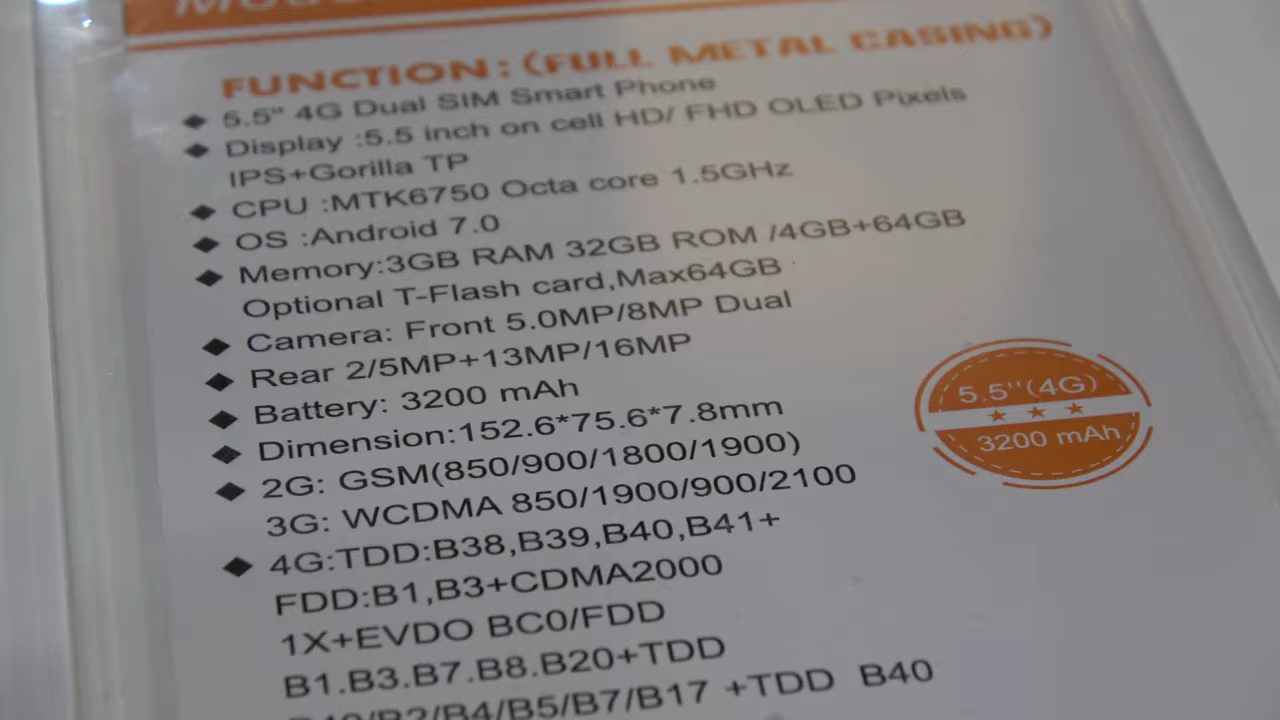 FUNCTION:(FULL METAL CASING)
◆ 5.5" 4G Dual SIM Smart Phone
◆ Display :5.5 inch on cell HD/ FHD OLED Pixels
IPS+Gorilla TP
◆ CPU :MTK6750 Octa core 1.5GHz
◆ OS :Android 7.0
◆ Memory:3GB RAM 32GB ROM /4GB+64GB
Optional T-Flash card,Max64GB
◆ Camera: Front 5.0MP/8MP Dual
◆ Rear 2/5MP+13MP/16MP
◆ Battery: 3200 mAh
◆ Dimension:152.6*75.6*7.8mm
◆ 2G: GSM(850/900/1800/1900)
3G: WCDMA 850/1900/900/2100
◆ 4G:TDD:B38,B39,B40,B41+
FDD:B1,B3+CDMA2000
1X+EVDO BC0/FDD
B1.B3.B7.B8.B20+TDD
/B2/B4/B5/B7/B17 +TDD B40
5.5''(4G)
3200 mAh